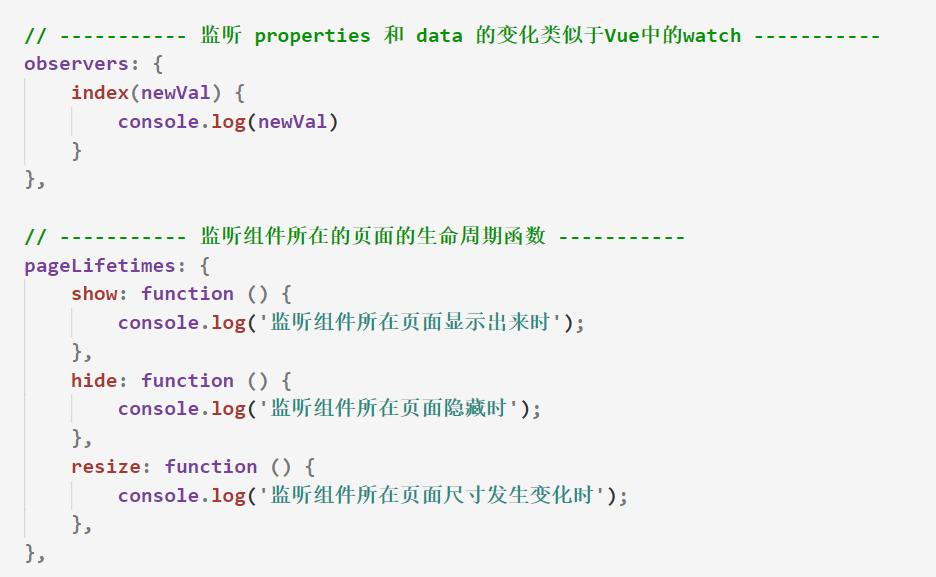 // ----------- 监听 properties 和 data 的变化类似于Vue中的watch -----------
observers: {
    index(newVal) {
        console.log(newVal)
    }
},

// ----------- 监听组件所在的页面的生命周期函数 -----------
pageLifetimes: {
    show: function () {
        console.log('监听组件所在页面显示出来时');
    },
    hide: function () {
        console.log('监听组件所在页面隐藏时');
    },
    resize: function () {
        console.log('监听组件所在页面尺寸发生变化时');
    },
},